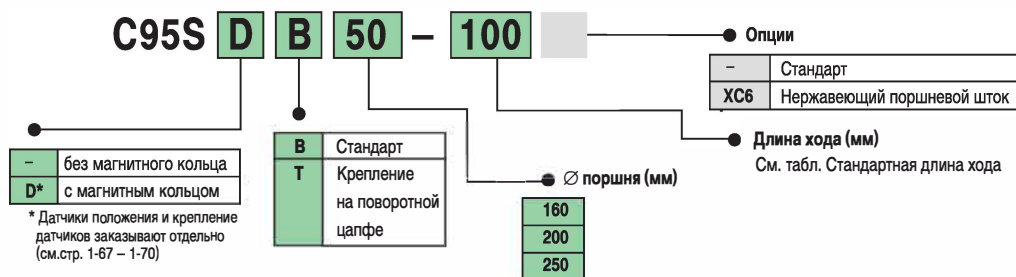 C95S D B 50 – 100
Опции
– Стандарт
XC6 Нержавеющий поршневой шток
Длина хода (мм)
См. табл. Стандартная длина хода
– без магнитного кольца
D* с магнитным кольцом
* Датчики положения и крепление
датчиков заказывают отдельно
(см.стр. 1-67 – 1-70)
B Стандарт
T Крепление
на поворотной
цапфе
Ø поршня (мм)
160
200
250